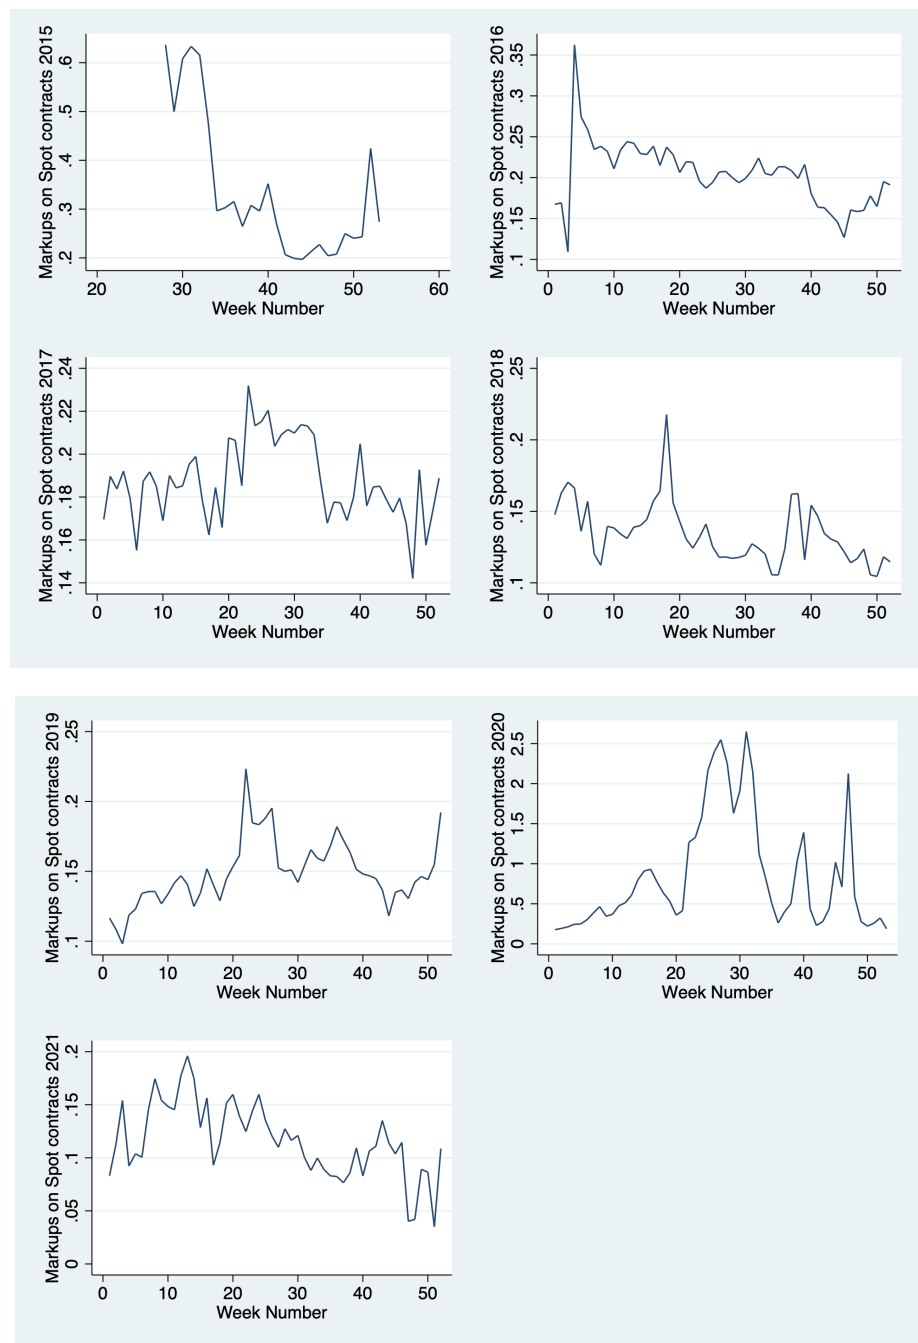 Markups on Spot contracts 2015
.6
.5
.4
.3
.2
20 30 40 50 60
Week Number
Markups on Spot contracts 2016
.35
.3
.25
.2
.15
.1
0 10 20 30 40 50
Week Number
Markups on Spot contracts 2017
.24
.22
.2
.18
.16
.14
0 10 20 30 40 50
Week Number
Markups on Spot contracts 2018
.25
.2
.15
.1
0 10 20 30 40 50
Week Number
Markups on Spot contracts 2019
.25
.2
.15
.1
0 10 20 30 40 50
Week Number
Markups on Spot contracts 2020
2.5
2
1.5
1
.5
0
0 10 20 30 40 50
Week Number
Markups on Spot contracts 2021
.2
.15
.1
.05
0
0 10 20 30 40 50
Week Number